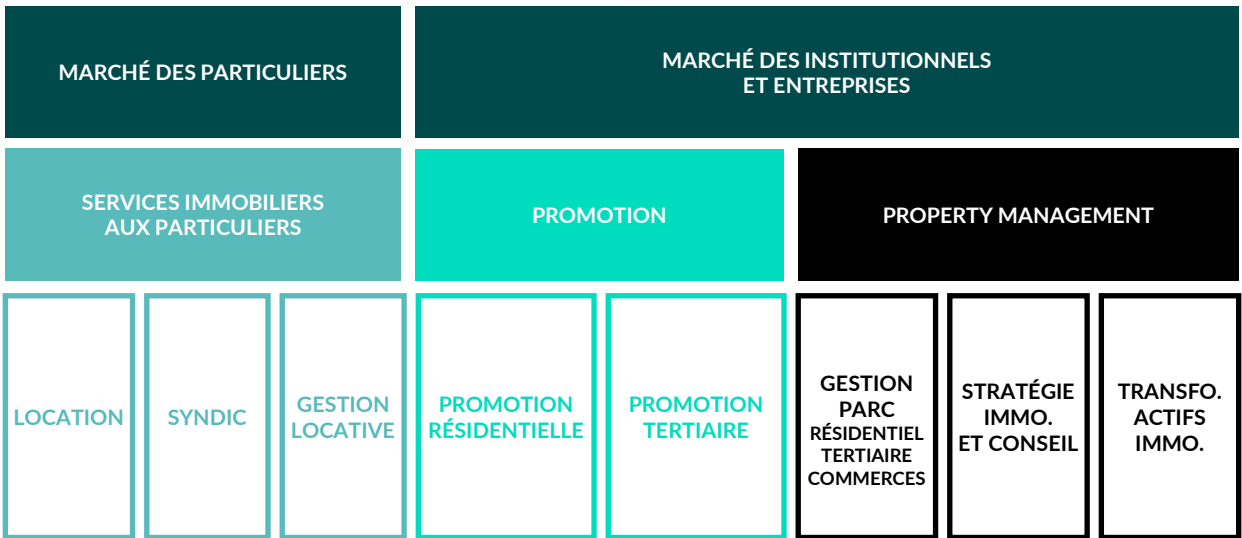 MARCHÉ DES PARTICULIERS
MARCHÉ DES INSTITUTIONNELS
ET ENTREPRISES
SERVICES IMMOBILIERS
AUX PARTICULIERS
PROMOTION
PROPERTY MANAGEMENT
LOCATION
SYNDIC
GESTION
LOCATIVE
PROMOTION
RÉSIDENTIELLE
PROMOTION
TERTIAIRE
GESTION
PARC
RÉSIDENTIEL
TERTIAIRE
COMMERCES
STRATÉGIE
IMMO.
ET CONSEIL
TRANSFO.
ACTIFS
IMMO.